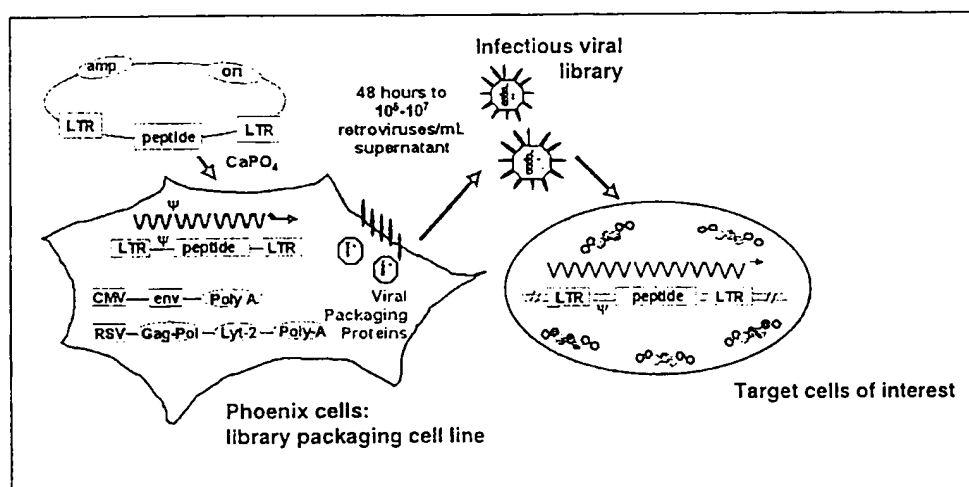 amp
ori
LTR
peptide
LTR
CaPO₄
48 hours to
10⁶-10⁷
retroviruses/mL
supernatant
Infectious viral
library
Ψ
Ψ
LTR peptide LTR
CMV env Poly A
RSV Gag-Pol Lyt-2 Poly-A
Viral
Packaging
Proteins
Phoenix cells:
library packaging cell line
LTR peptide LTR
Ψ
Target cells of interest